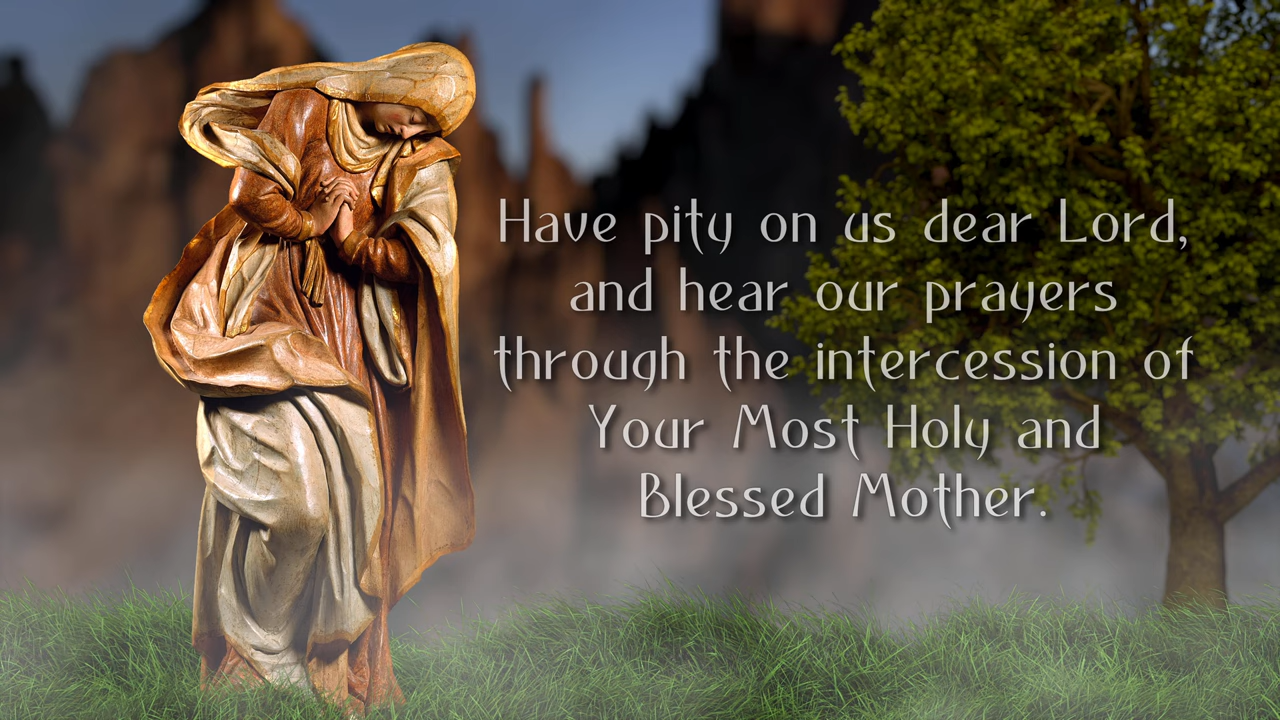 Have pity on us dear Lord,
and hear our prayers
through the intercession of
Your Most Holy and
Blessed Mother.